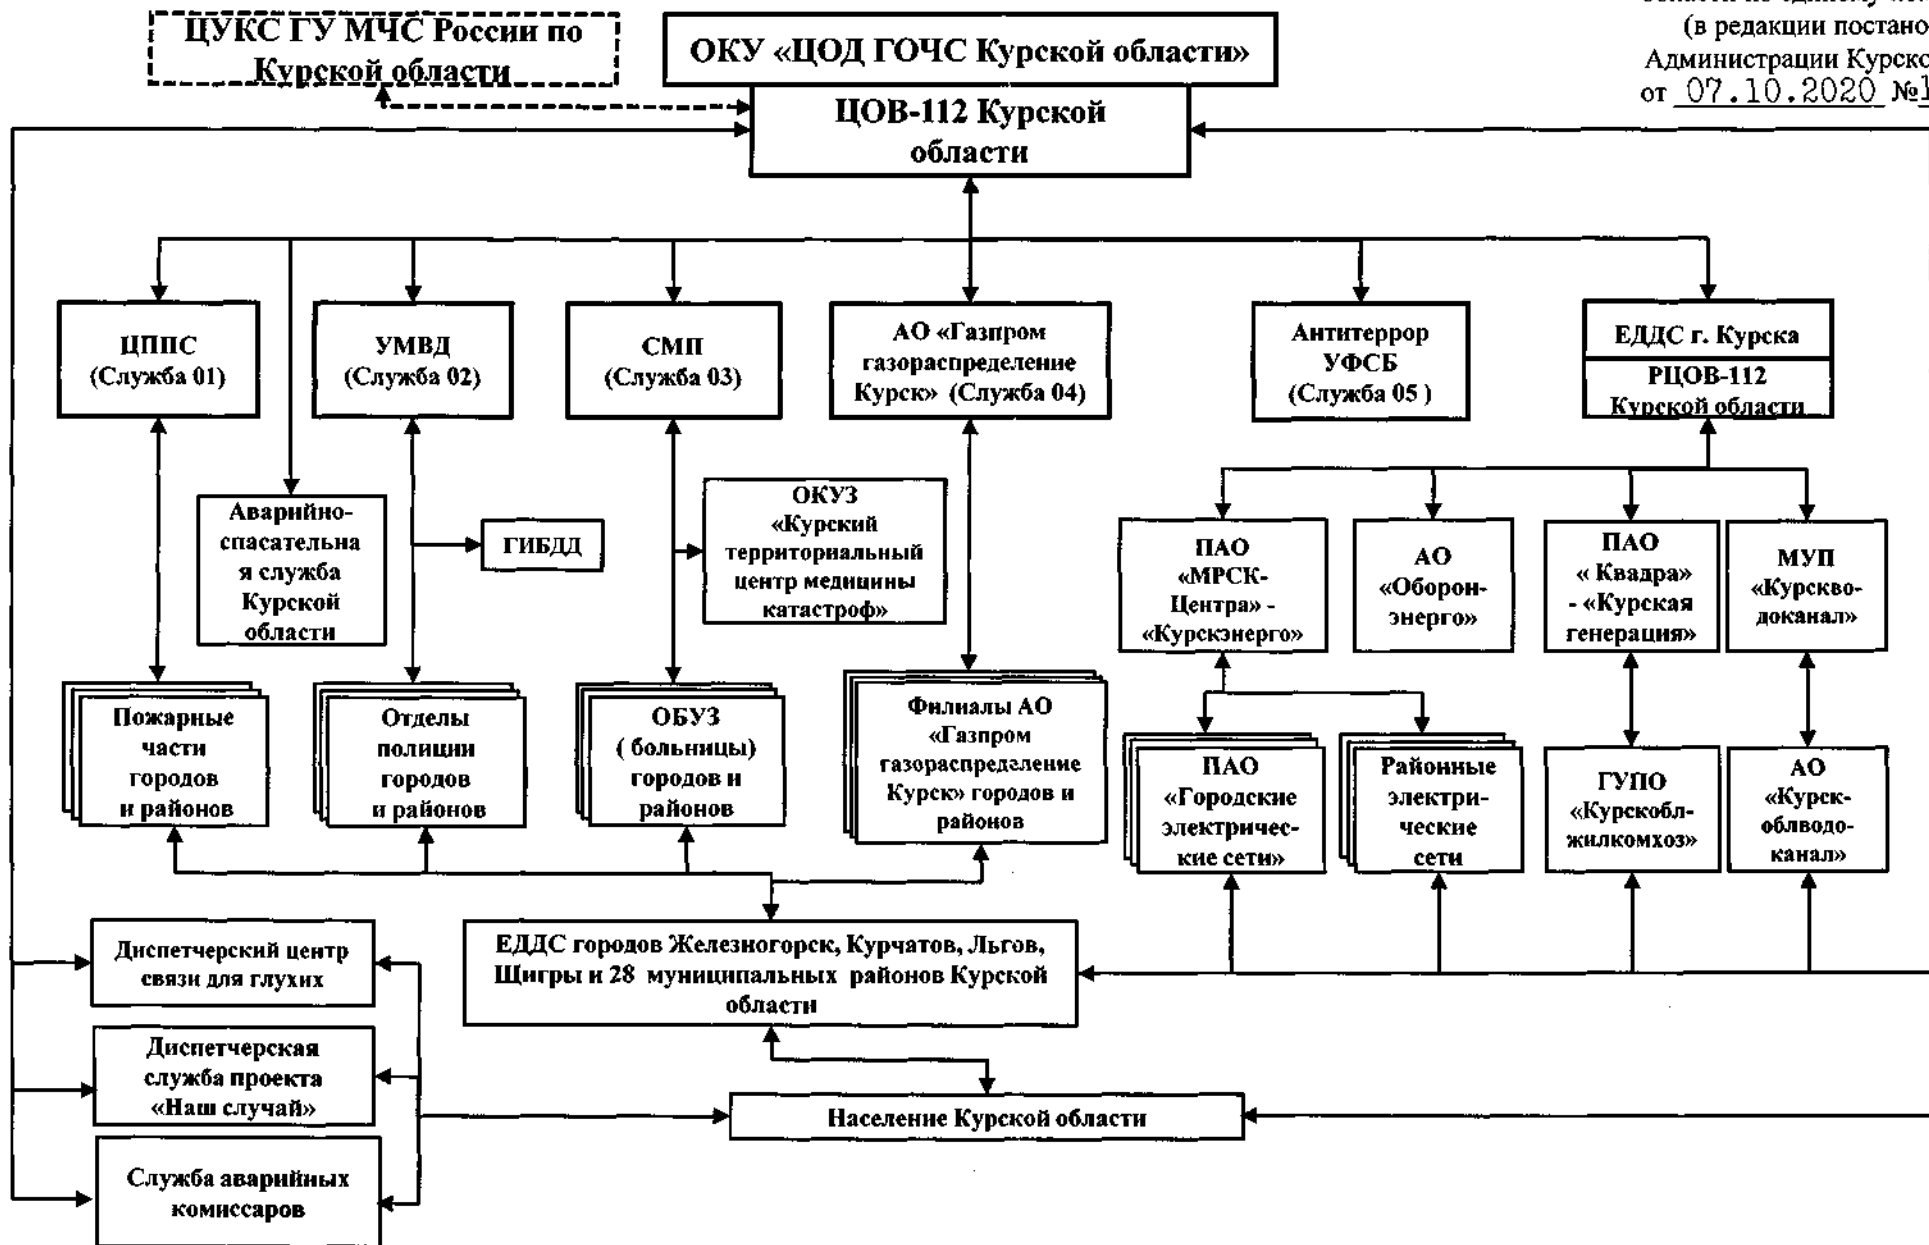 ЦУКС ГУ МЧС России по
Курской области
ОКУ «ЦОД ГОЧС Курской области»
(в редакции
Администрации
от 07.10.2020 №
ЦОВ-112 Курской
области
ЦППС
(Служба 01)
УМВД
(Служба 02)
СМП
(Служба 03)
АО «Газпром
газораспределение
Курск» (Служба 04)
Антитеррор
УФСБ
(Служба 05 )
ЕДДС г. Курска
РЦОВ-112
Курской области
Аварийно-
спасательна
я служба
Курской
области
ГИБДД
ОКУЗ
«Курский
территориальный
центр медицины
катастроф»
ПАО
«МРСК-
Центра» -
«Курскэнерго»
АО
«Оборон-
энерго»
ПАО
« Квадра»
- «Курская
генерация»
МУП
«Курскво-
доканал»
Пожарные
части
городов
и районов
Отделы
полиции
городов
и районов
ОБУЗ
( больницы)
городов и
районов
Филиалы АО
«Газпром
газораспределение
Курск» городов и
районов
ПАО
«Городские
электричес-
кие сети»
Районные
электри-
ческие
сети
ГУПО
«Курскобл-
жилкомхоз»
АО
«Курск-
облводо-
канал»
Диспетчерский центр
связи для глухих
ЕДДС городов Железногорск, Курчатов, Льгов,
Щигры и 28 муниципальных районов Курской
области
Диспетчерская
служба проекта
«Наш случай»
Население Курской области
Служба аварийных
комиссаров